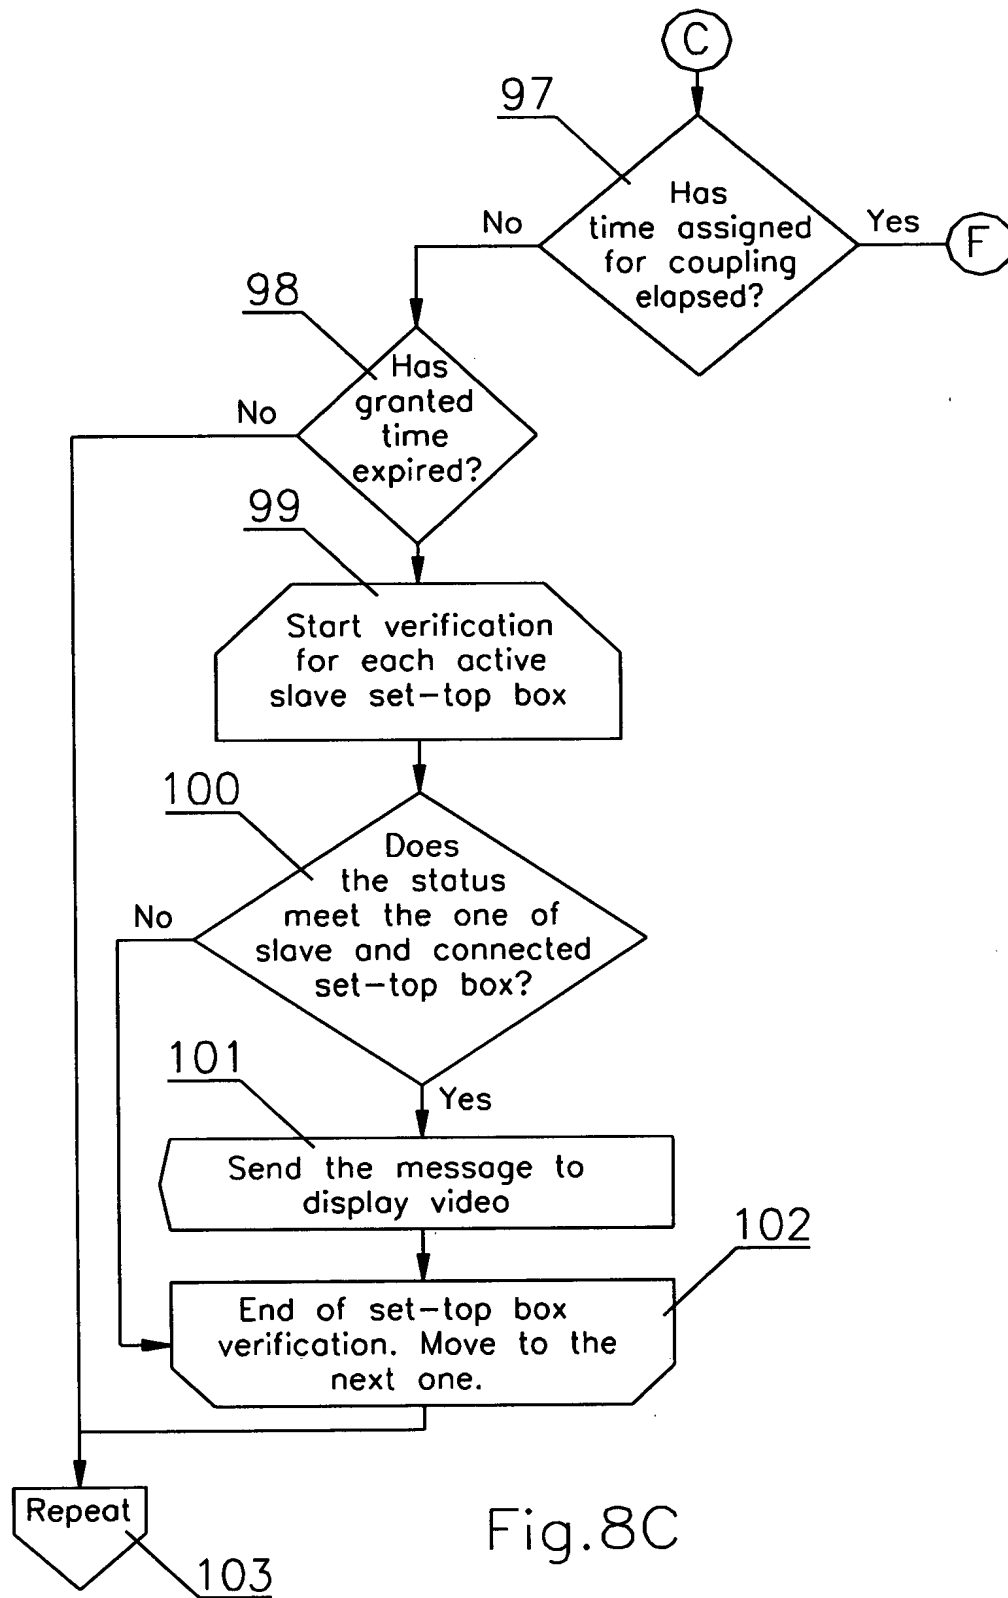 C
97
Has
time assigned
for coupling
elapsed?
No
Yes
F
98
Has
granted
time
expired?
No
99
Start verification
for each active
slave set-top box
100
Does
the status
meet the one of
slave and connected
set-top box?
No
101
Yes
Send the message to
display video
102
End of set-top box
verification. Move to the
next one.
Repeat
103
Fig.8C